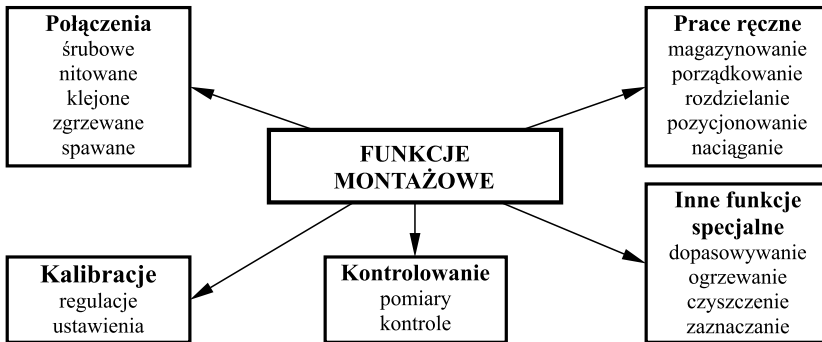 Połączenia
śrubowe
nitowane
klejone
zgrzewane
spawane
Prace ręczne
magazynowanie
porządkowanie
rozdzielanie
pozycjonowanie
naciąganie
FUNKCJE
MONTAŻOWE
Kalibracje
regulacje
ustawienia
Kontrolowanie
pomiary
kontrole
Inne funkcje
specjalne
dopasowywanie
ogrzewanie
czyszczenie
zaznaczanie